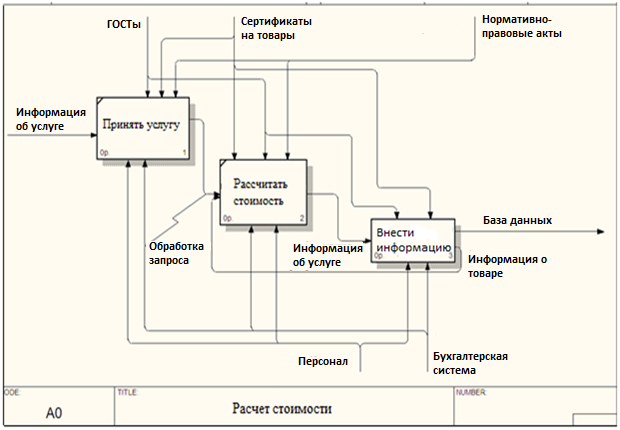 ГОСТы
Сертификаты
на товары
Нормативно-
правовые акты
Информация
об услуге
Принять услугу
0р.
1
Рассчитать
стоимость
0р.
2
Обработка
запроса
Информация
об услуге
Внести
информацию
0р.
3
База данных
Информация о
товаре
Персонал
Бухгалтерская
система
ODE:
A0
TITLE:
Расчет стоимости
NUMBER: